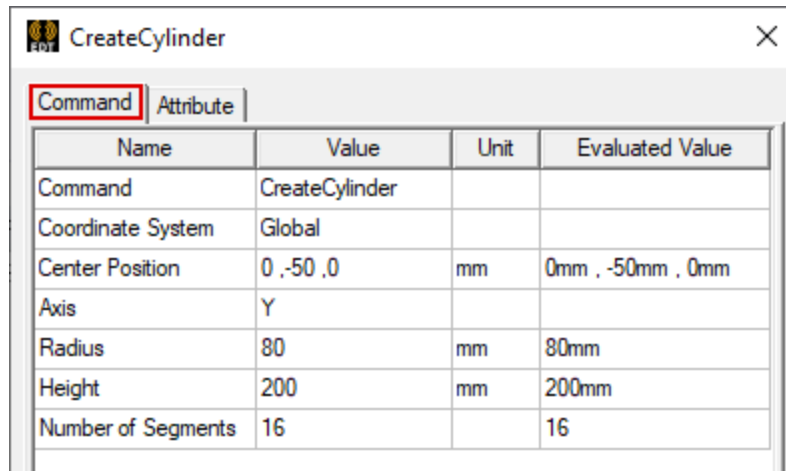 EDT CreateCylinder
Command Attribute
Name Value Unit Evaluated Value
Command CreateCylinder
Coordinate System Global
Center Position 0 ,-50 ,0 mm 0mm , -50mm , 0mm
Axis Y
Radius 80 mm 80mm
Height 200 mm 200mm
Number of Segments 16 16